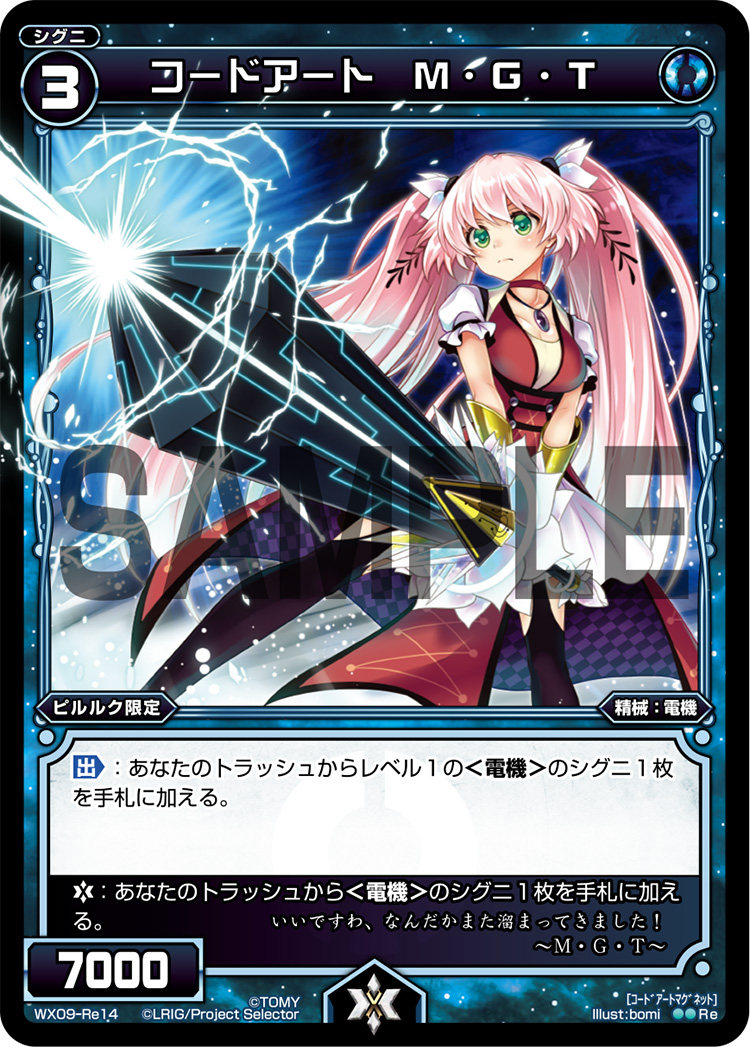 シグニ
3
コードアート　M・G・T
SAMPLE
ピルルク限定
精械：電機
出：あなたのトラッシュからレベル１の＜電機＞のシグニ１枚
を手札に加える。
：あなたのトラッシュから＜電機＞のシグニ１枚を手札に加え
る。
いいですわ、なんだかまた溜まってきました！
～M・G・T～
7000
©TOMY
WX09-Re14 ©LRIG/Project Selector
[ｺｰﾄﾞｱｰﾄﾏｸﾞﾈｯﾄ]
Illust:bomi Re